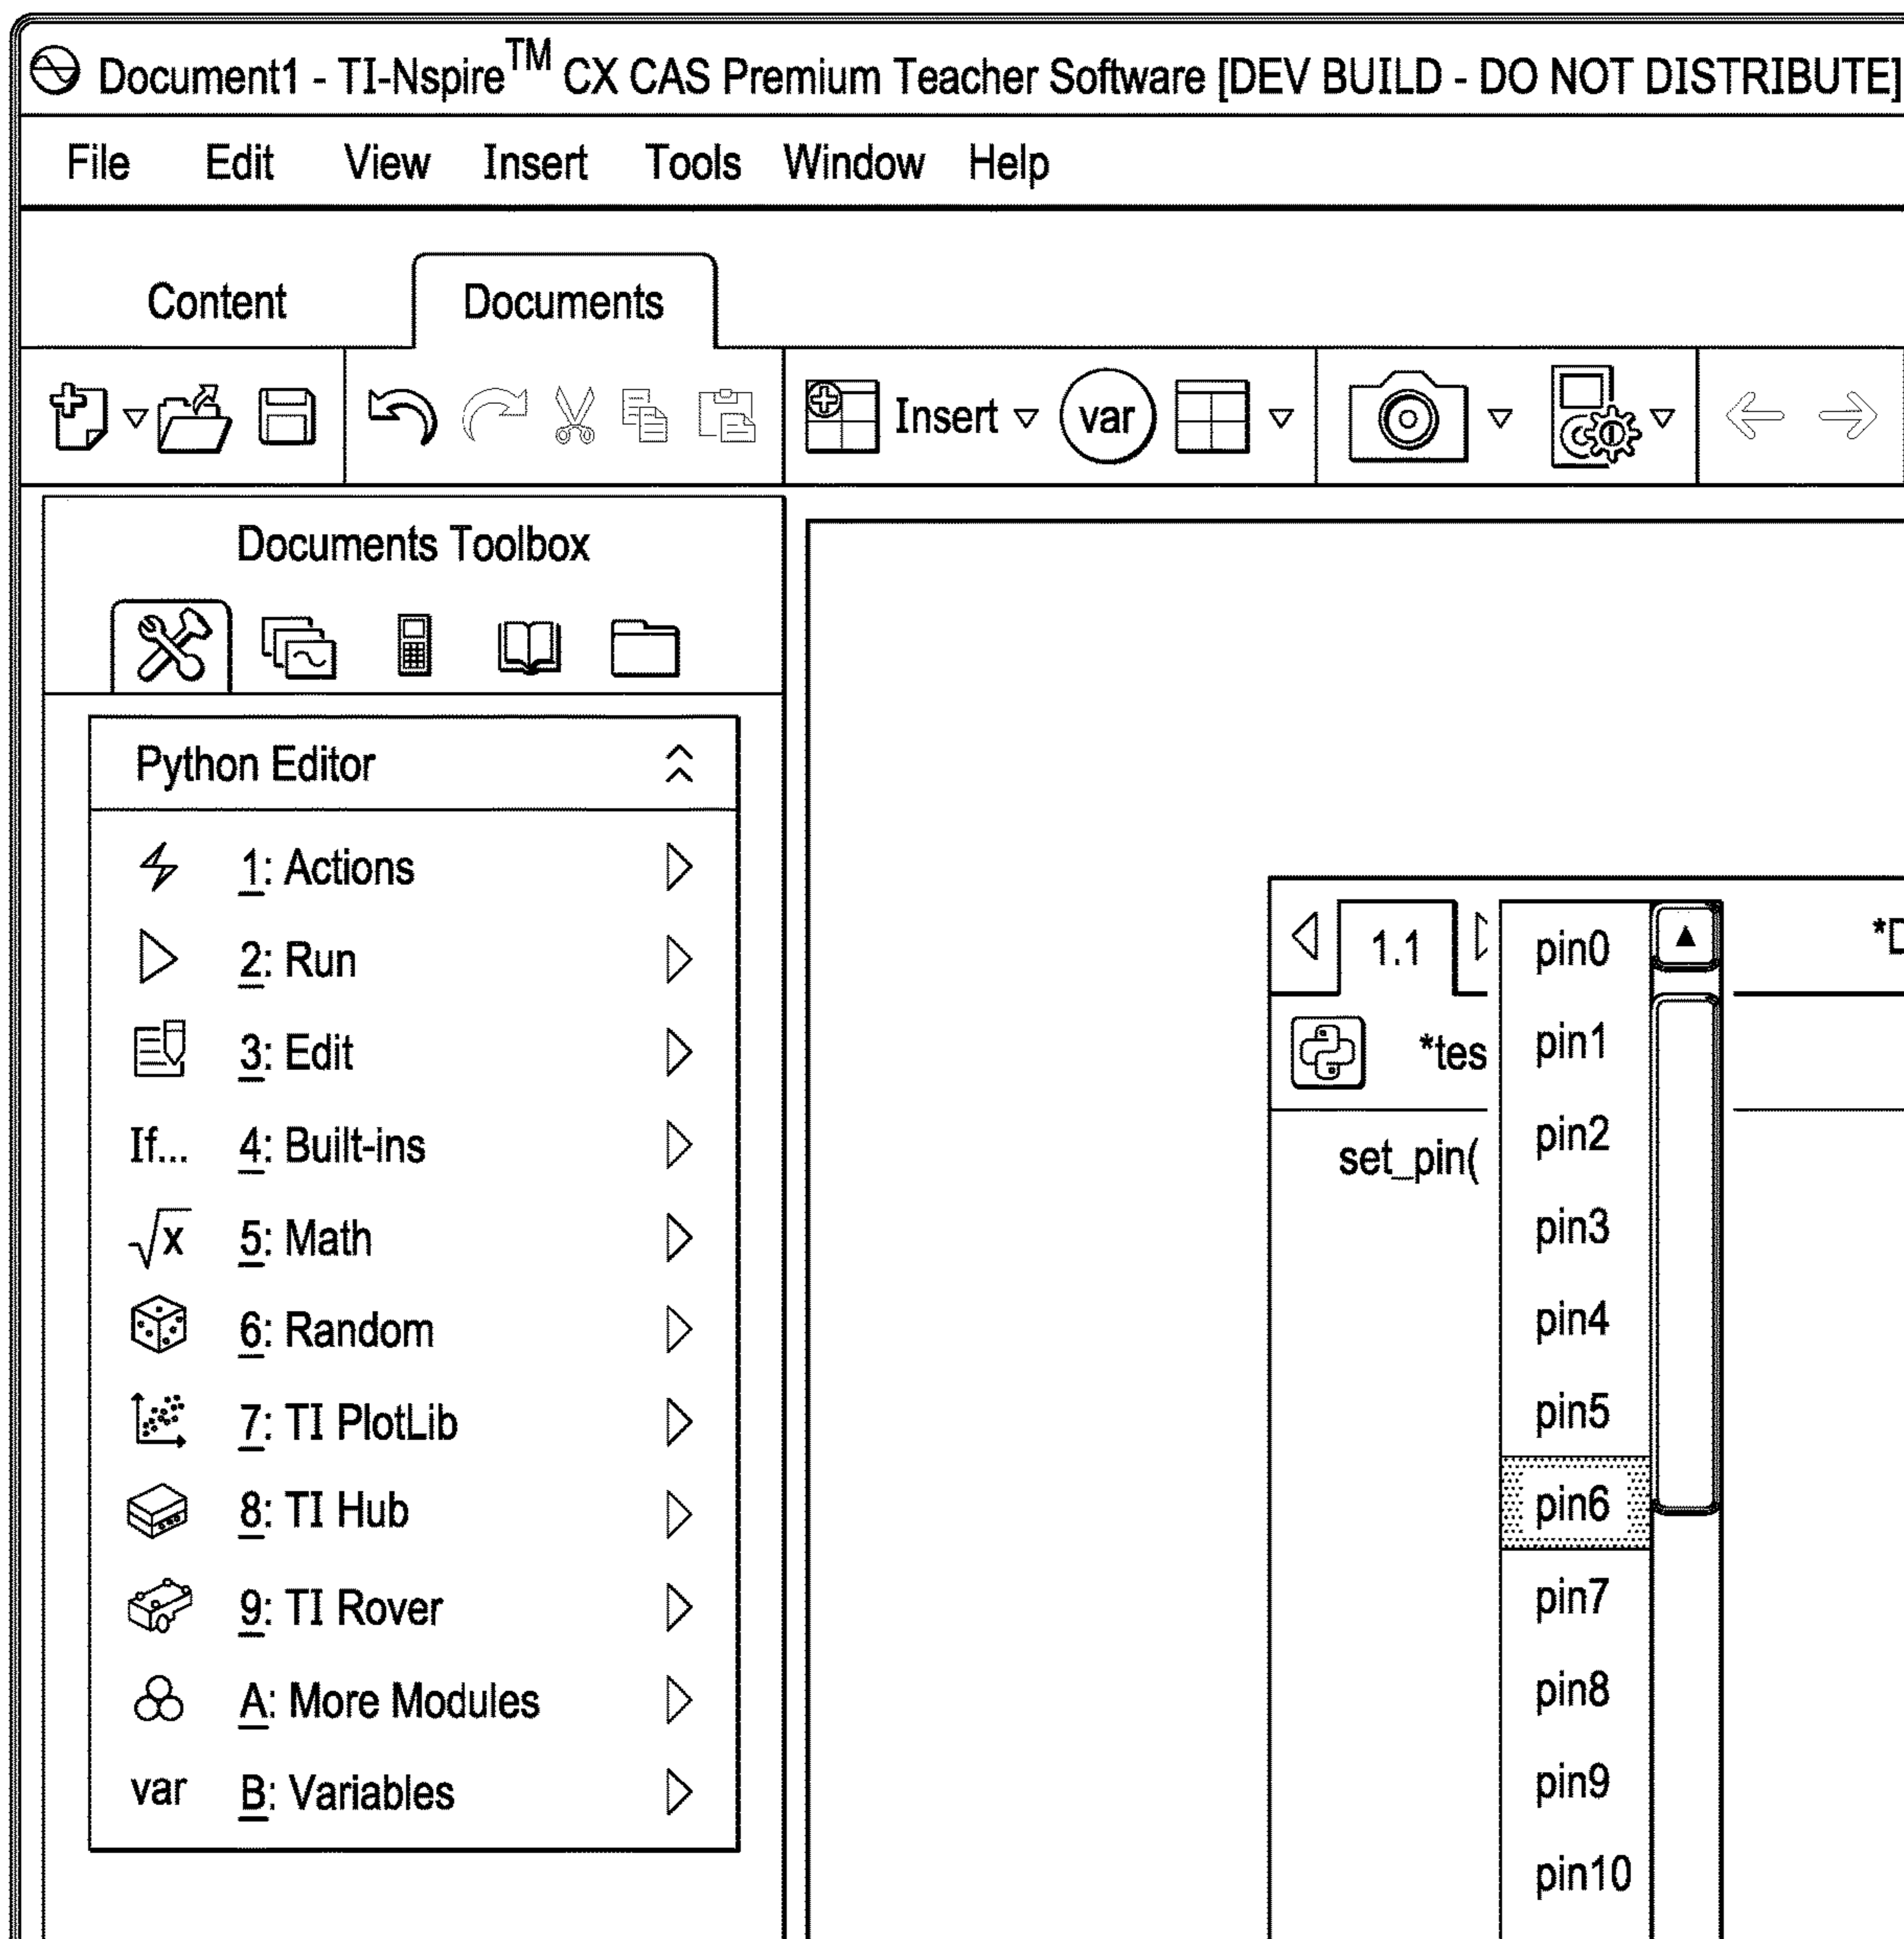 Document1 - TI-Nspire™ CX CAS Premium Teacher Software [DEV BUILD - DO NOT DISTRIBUTE]
File Edit View Insert Tools Window Help
Content Documents
Insert var
Documents Toolbox
Python Editor
1: Actions
2: Run
3: Edit
If... 4: Built-ins
√x 5: Math
6: Random
7: TI PlotLib
8: TI Hub
9: TI Rover
A: More Modules
var B: Variables
1.1 *D
*tes
set_pin(
pin0
pin1
pin2
pin3
pin4
pin5
pin6
pin7
pin8
pin9
pin10